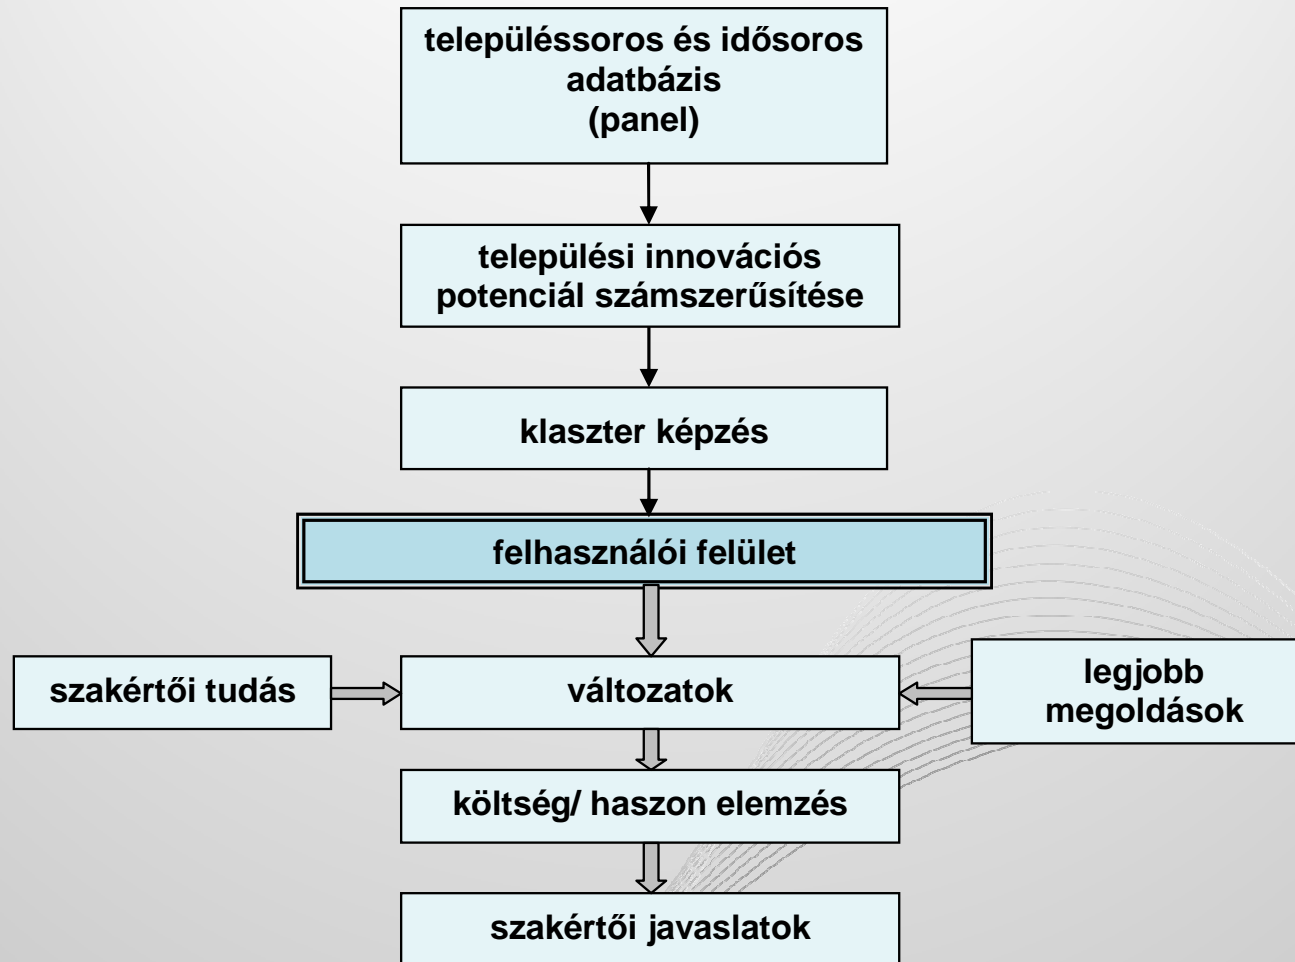 településsoros és idősoros
adatbázis
(panel)
települési innovációs
potenciál számszerűsítése
klaszter képzés
felhasználói felület
szakértői tudás
változatok
legjobb
megoldások
költség/ haszon elemzés
szakértői javaslatok